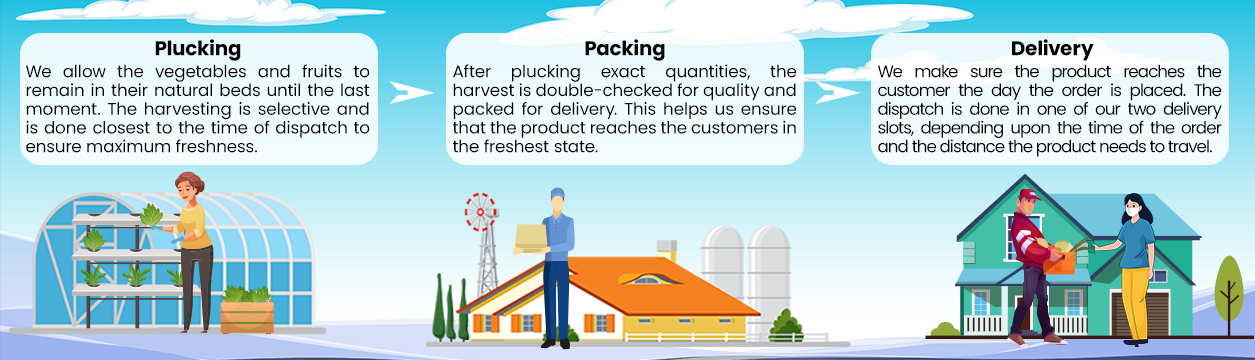 Plucking
We allow the vegetables and fruits to
remain in their natural beds until the last
moment. The harvesting is selective and
is done closest to the time of dispatch to
ensure maximum freshness.
Packing
After plucking exact quantities, the
harvest is double-checked for quality and
packed for delivery. This helps us ensure
that the product reaches the customers in
the freshest state.
Delivery
We make sure the product reaches the
customer the day the order is placed. The
dispatch is done in one of our two delivery
slots, depending upon the time of the order
and the distance the product needs to travel.